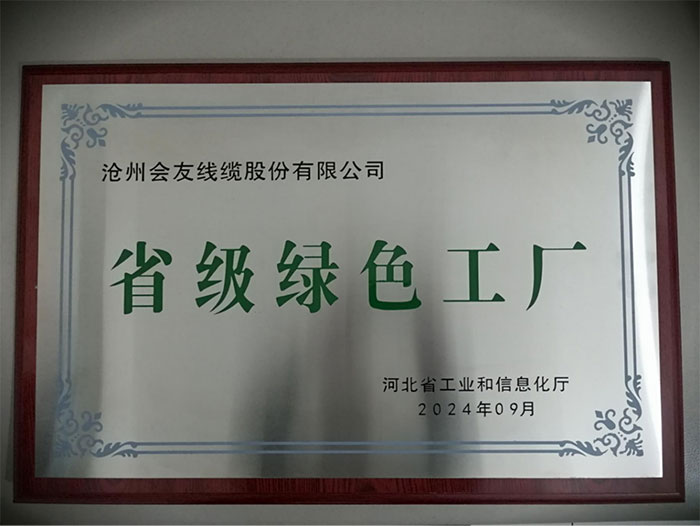 沧州会友线缆股份有限公司
省级绿色工厂
河北省工业和信息化厅
2024年09月